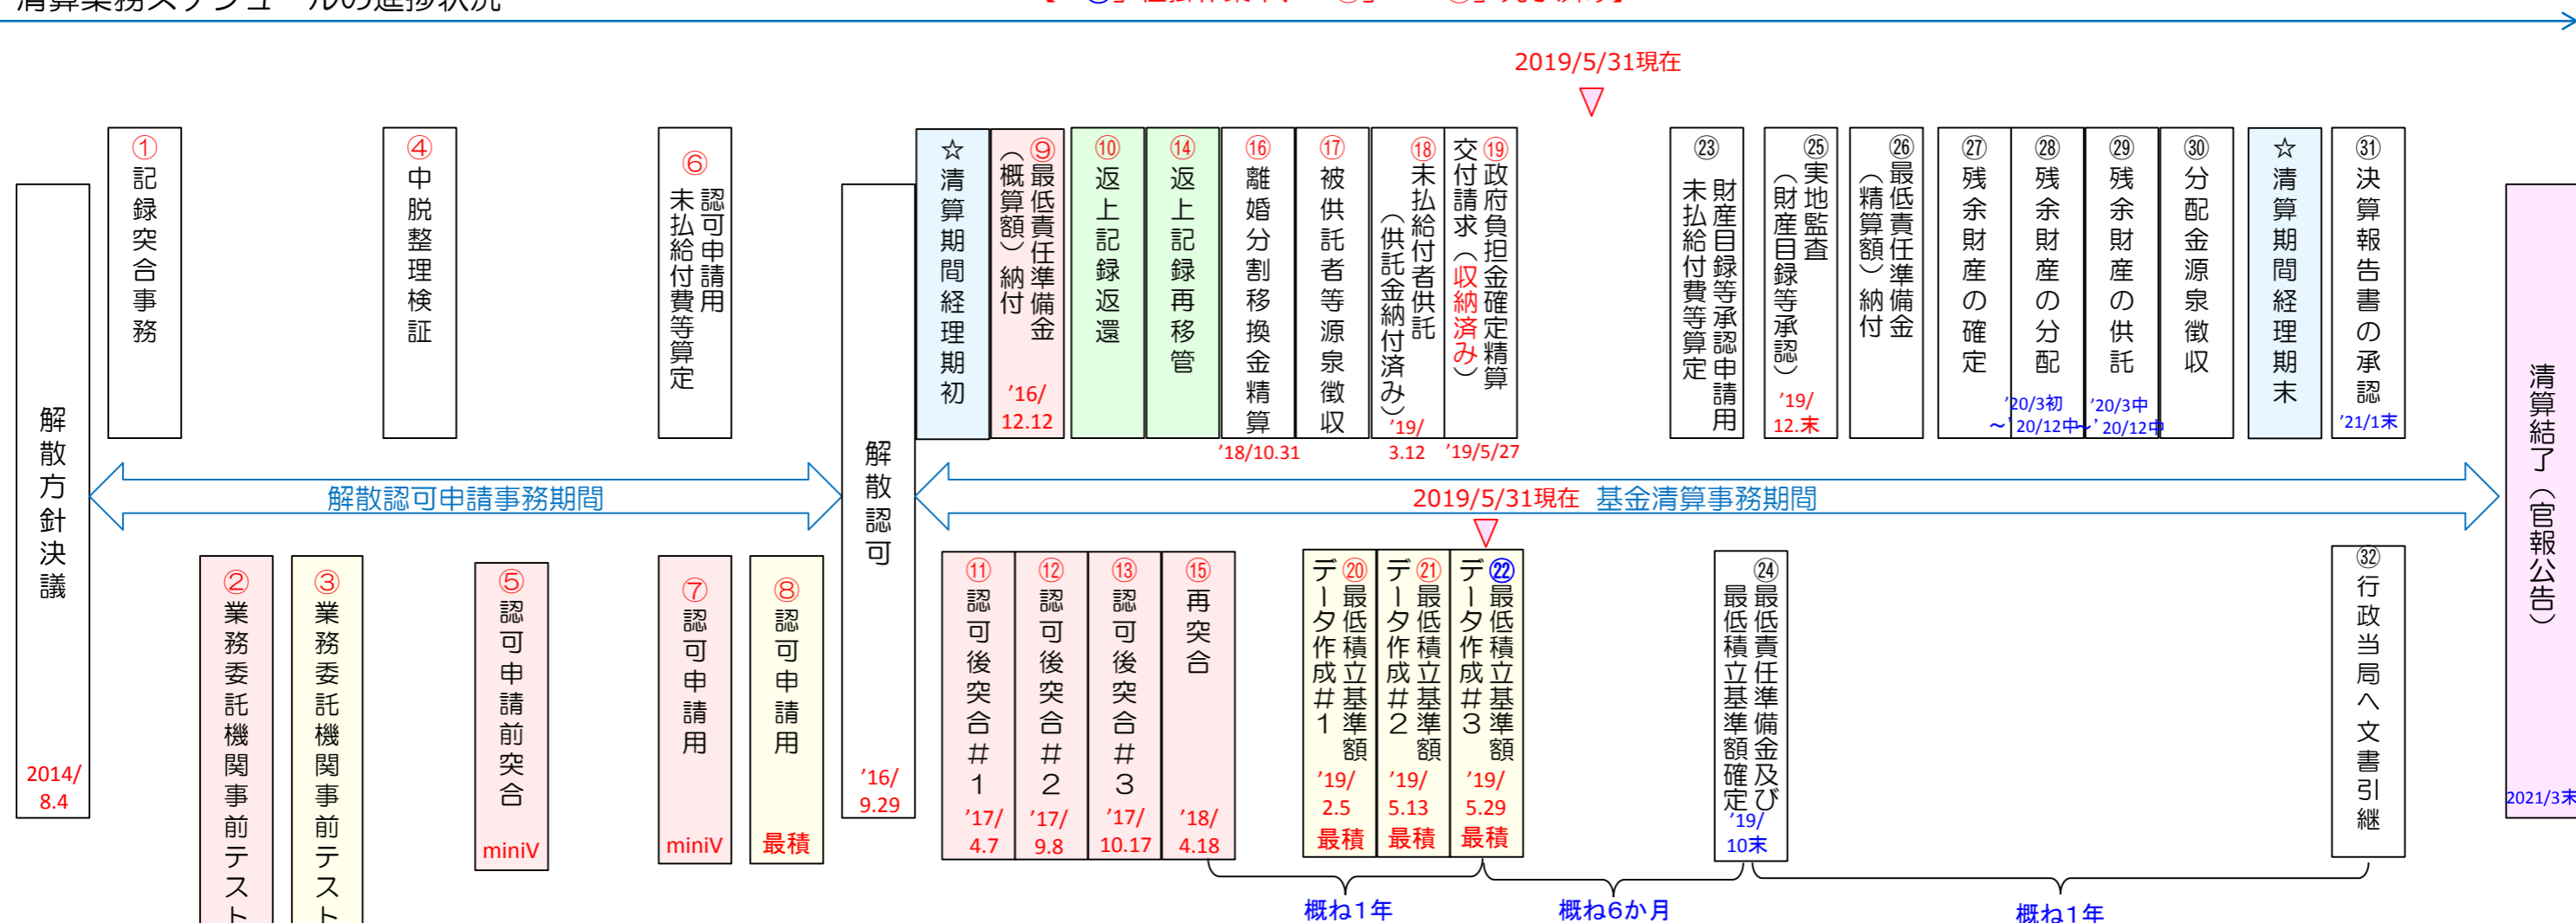 清算業務スケジュールの進捗状況
2019/5/31現在
①記録突合事務
④中脱整理検証
⑥認可申請用
未払給付費等算定
☆清算期間経理期初
⑨最低責任準備金
（概算額）納付
'16/
12.12
⑩返上記録返還
⑭返上記録再移管
⑯離婚分割移換金精算
'18/10.31
⑰被供託者等源泉徴収
⑱未払給付者供託
（供託金納付済み）
'19/
3.12
⑲政府負担金確定精算
交付請求（収納済み）
'19/5/27
㉓財産目録等承認申請用
未払給付費等算定
㉕実地監査
（財産目録等承認）
'19/
12.末
㉖最低責任準備金
（精算額）納付
㉗残余財産の確定
㉘残余財産の分配
'20/3初
～'20/12中
㉙残余財産の供託
'20/3中
～'20/12中
㉚分配金源泉徴収
☆清算期間経理期末
㉛決算報告書の承認
'21/1末
解散方針決議
2014/
8.4
解散認可申請事務期間
解散認可
'16/
9.29
2019/5/31現在
基金清算事務期間
清算結了（官報公告）
2021/3末
②業務委託機関事前テスト
③業務委託機関事前テスト
⑤認可申請前突合
miniV
⑦認可申請用
miniV
⑧認可申請用
最積
⑪認可後突合＃1
'17/
4.7
⑫認可後突合＃2
'17/
9.8
⑬認可後突合＃3
'17/
10.17
⑮再突合
'18/
4.18
⑳最低積立基準額
データ作成＃1
'19/
2.5
最積
㉑最低積立基準額
データ作成＃2
'19/
5.13
最積
㉒最低積立基準額
データ作成＃3
'19/
5.29
最積
㉔最低責任準備金及び
最低積立基準額確定
'19/
10末
㉜行政当局へ文書引継
概ね1年
概ね6か月
概ね1年